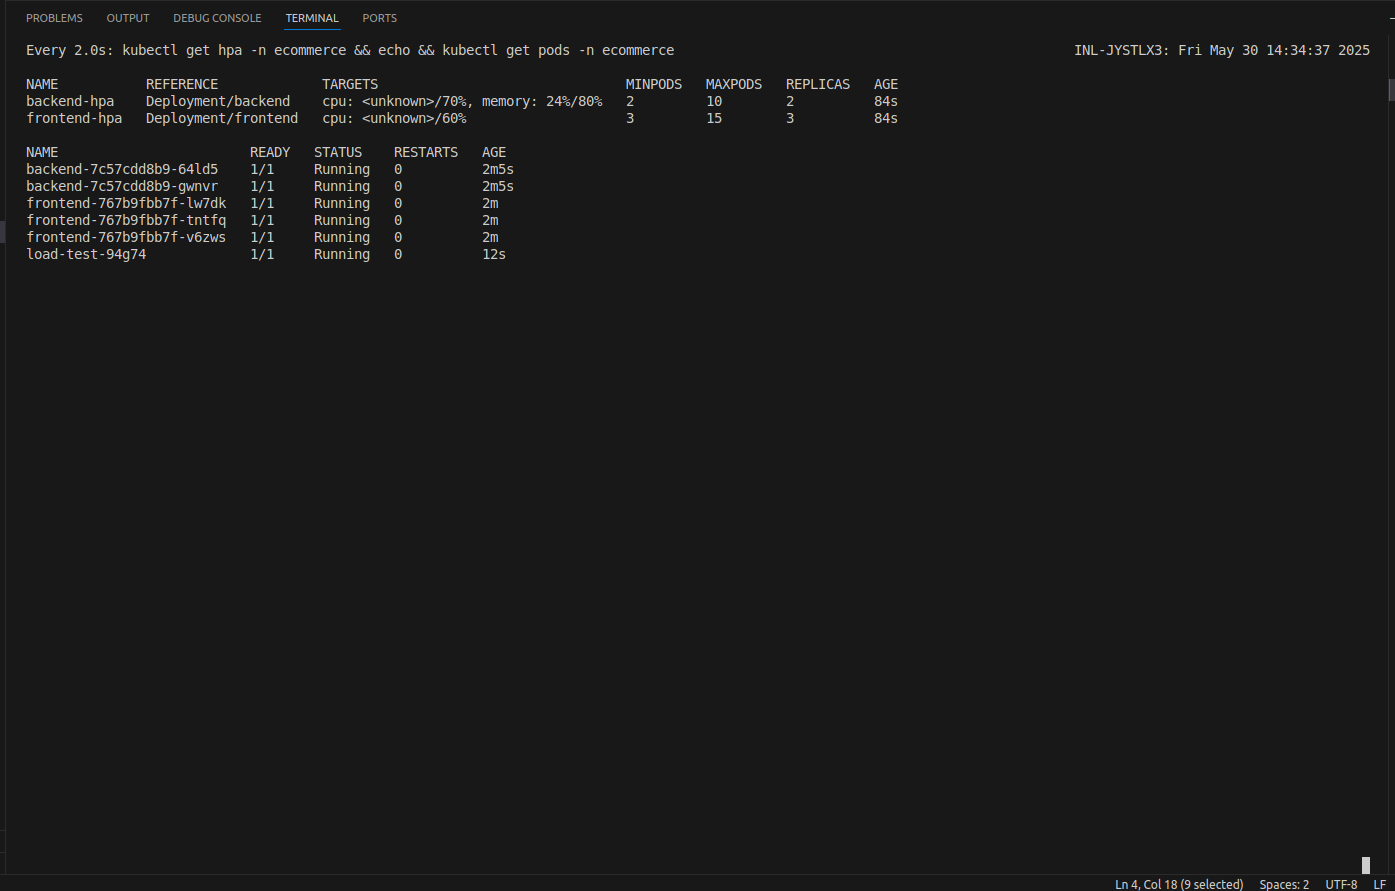 PROBLEMS OUTPUT DEBUG CONSOLE TERMINAL PORTS
Every 2.0s: kubectl get hpa -n ecommerce && echo && kubectl get pods -n ecommerce INL-JYSTLX3: Fri May 30 14:34:37 2025
NAME REFERENCE TARGETS MINPODS MAXPODS REPLICAS AGE
backend-hpa Deployment/backend cpu: <unknown>/70%, memory: 24%/80% 2 10 2 84s
frontend-hpa Deployment/frontend cpu: <unknown>/60% 3 15 3 84s
NAME READY STATUS RESTARTS AGE
backend-7c57cdd8b9-64ld5 1/1 Running 0 2m5s
backend-7c57cdd8b9-gwnvr 1/1 Running 0 2m5s
frontend-767b9fbb7f-lw7dk 1/1 Running 0 2m
frontend-767b9fbb7f-tntfq 1/1 Running 0 2m
frontend-767b9fbb7f-v6zws 1/1 Running 0 2m
load-test-94g74 1/1 Running 0 12s
Ln 4, Col 18 (9 selected) Spaces: 2 UTF-8 LF